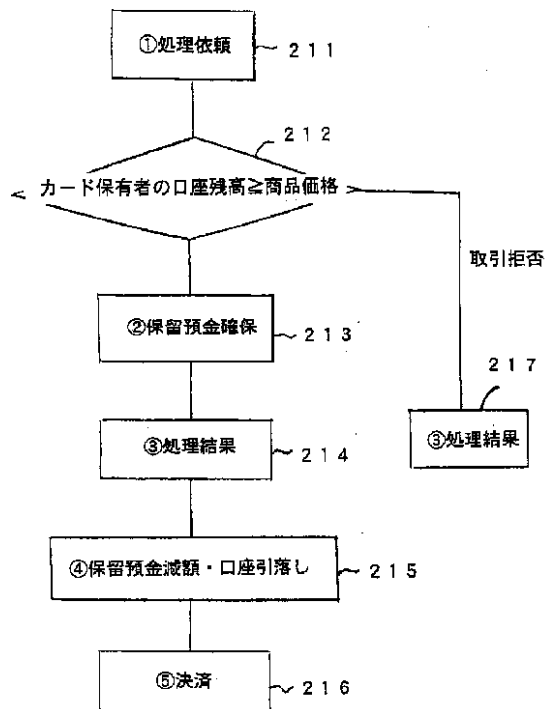 ①処理依頼
211
212
カード保有者の口座残高≧商品価格
取引拒否
②保留預金確保
213
217
③処理結果
214
③処理結果
④保留預金減額・口座引落し
215
⑤決済
216